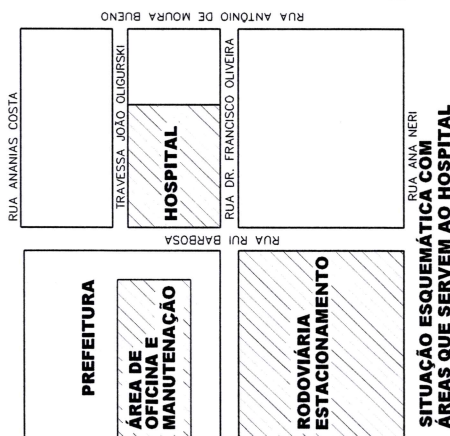 RUA ANTÔNIO DE MOURA BUENO
RUA ANANIAS COSTA
TRAVESSA JOÃO OLIGURSKI
HOSPITAL
RUA DR. FRANCISCO OLIVEIRA
RUA ANA NERI
RUA RUI BARBOSA
PREFEITURA
ÁREA DE
OFICINA E
MANUTENAÇÃO
RODOVIÁRIA
ESTACIONAMENTO
SITUAÇÃO ESQUEMÁTICA COM
ÁREAS QUE SERVEM AO HOSPITAL